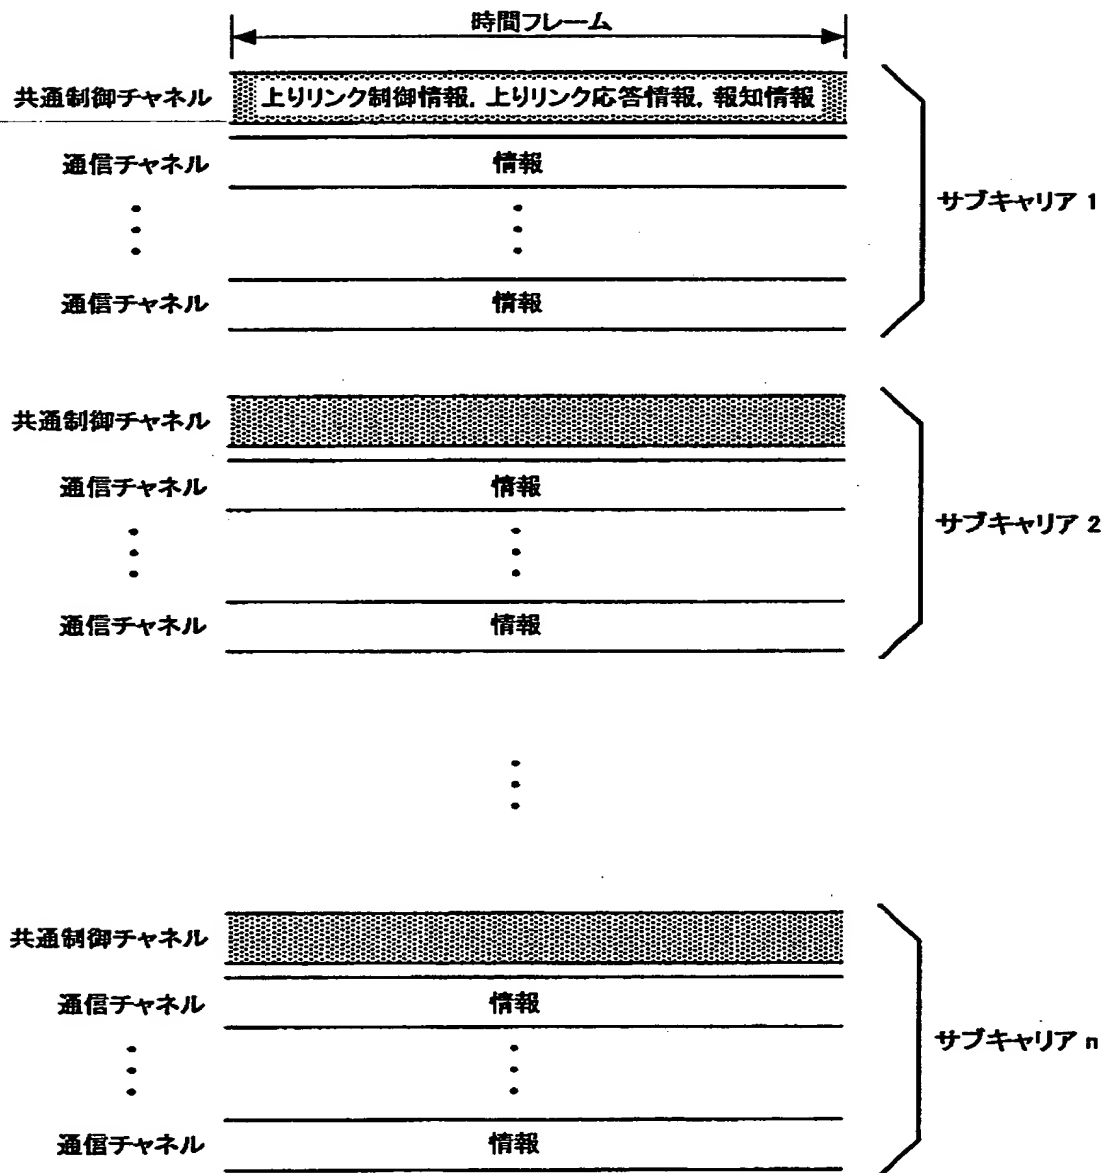 時間フレーム
共通制御チャネル
上りリンク制御情報, 上りリンク応答情報, 報知情報
通信チャネル
情報
通信チャネル
情報
サブキャリア 1
共通制御チャネル
通信チャネル
情報
通信チャネル
情報
サブキャリア 2
共通制御チャネル
通信チャネル
情報
通信チャネル
情報
サブキャリア n